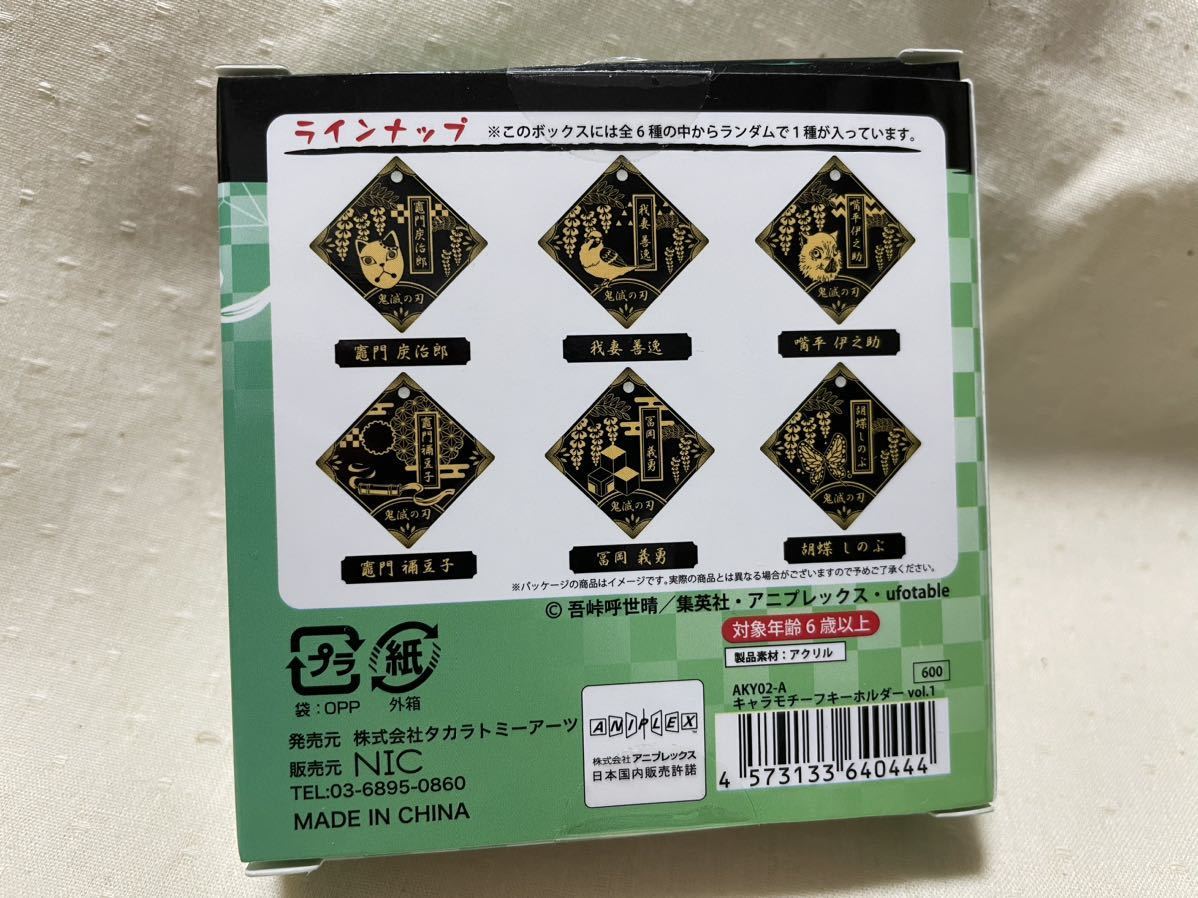 ラインナップ ※このボックスには全6種の中からランダムで1種が入っています。
竈門炭治郎
鬼滅の刃
我妻善逸
鬼滅の刃
嘴平伊之助
鬼滅の刃
竈門 炭治郎
我妻 善逸
嘴平 伊之助
竈門禰豆子
鬼滅の刃
冨岡義勇
鬼滅の刃
胡蝶しのぶ
鬼滅の刃
竈門 禰豆子
冨岡 義勇
胡蝶 しのぶ
※パッケージの商品はイメージです。実際の商品とは異なる場合がございますので予めご了承ください。
© 吾峠呼世晴／集英社・アニプレックス・ufotable
対象年齢6歳以上
製品素材：アクリル
プラ
紙
袋：OPP
外箱
発売元 株式会社タカラトミーアーツ
販売元 NIC
TEL:03-6895-0860
MADE IN CHINA
ANIPLEX
株式会社アニプレックス
日本国内販売許諾
600
AKY02-A
キャラモチーフキーホルダー vol.1
4 573133 640444